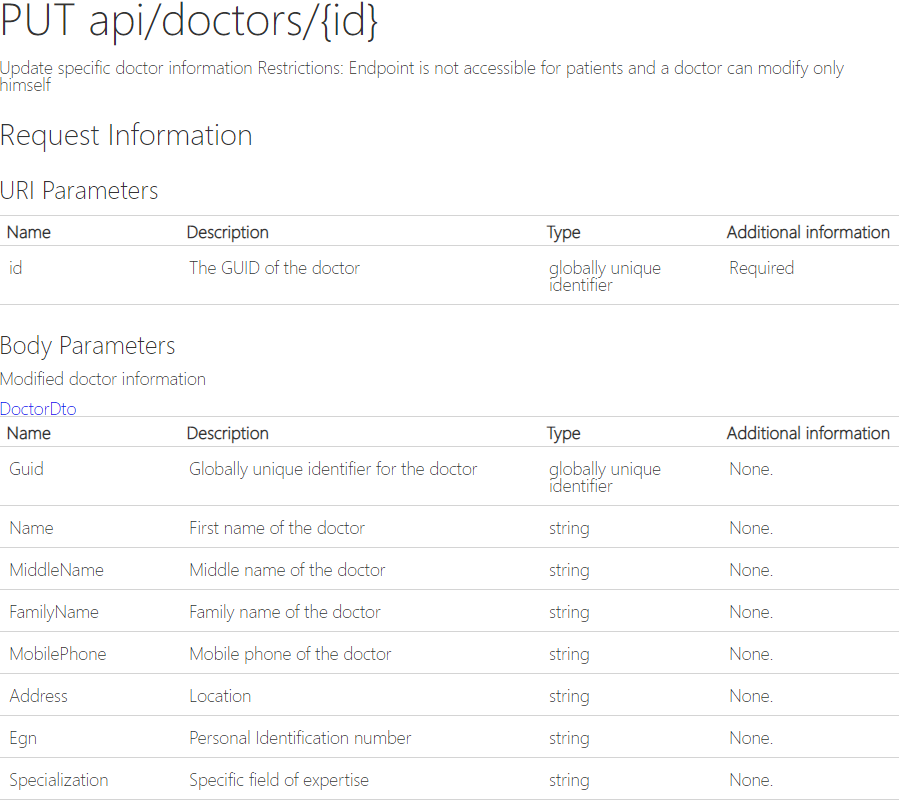 PUT api/doctors/{id}
Update specific doctor information Restrictions: Endpoint is not accessible for patients and a doctor can modify only
himself
Request Information
URI Parameters
Name Description Type Additional information
id The GUID of the doctor globally unique Required
identifier
Body Parameters
Modified doctor information
DoctorDto
Name Description Type Additional information
Guid Globally unique identifier for the doctor globally unique None.
identifier
Name First name of the doctor string None.
MiddleName Middle name of the doctor string None.
FamilyName Family name of the doctor string None.
MobilePhone Mobile phone of the doctor string None.
Address Location string None.
Egn Personal Identification number string None.
Specialization Specific field of expertise string None.